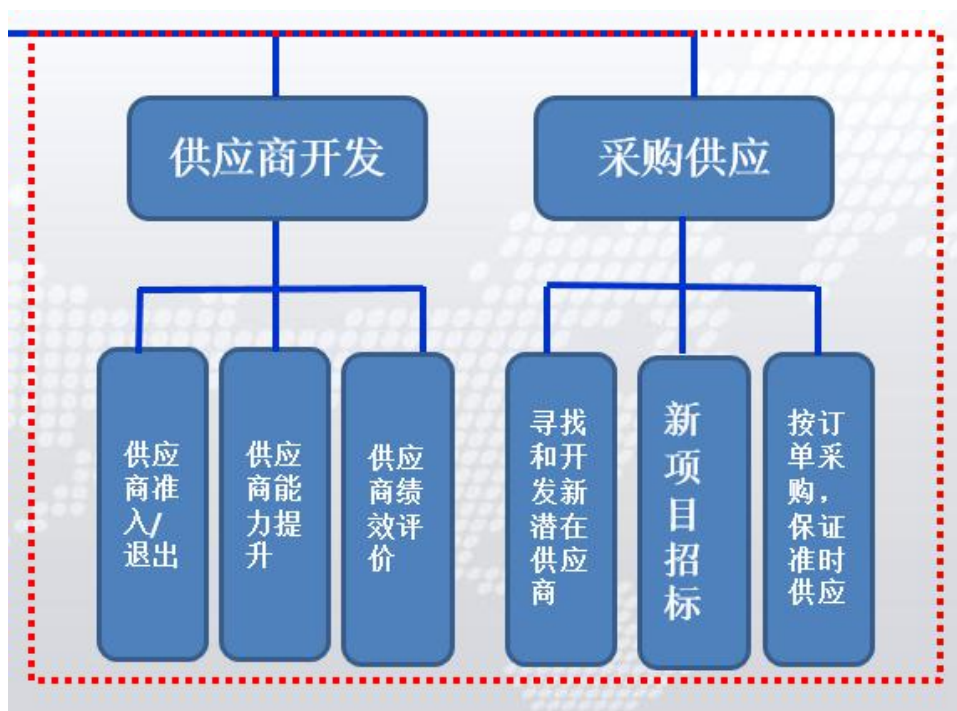 供应商开发
采购供应
供应
商准
入/
退出
供应
商能
力提
升
供应
商绩
效评
价
寻找
和开
发新
潜在
供应
商
新
项
目
招
标
按订
单采
购，
保证
准时
供应